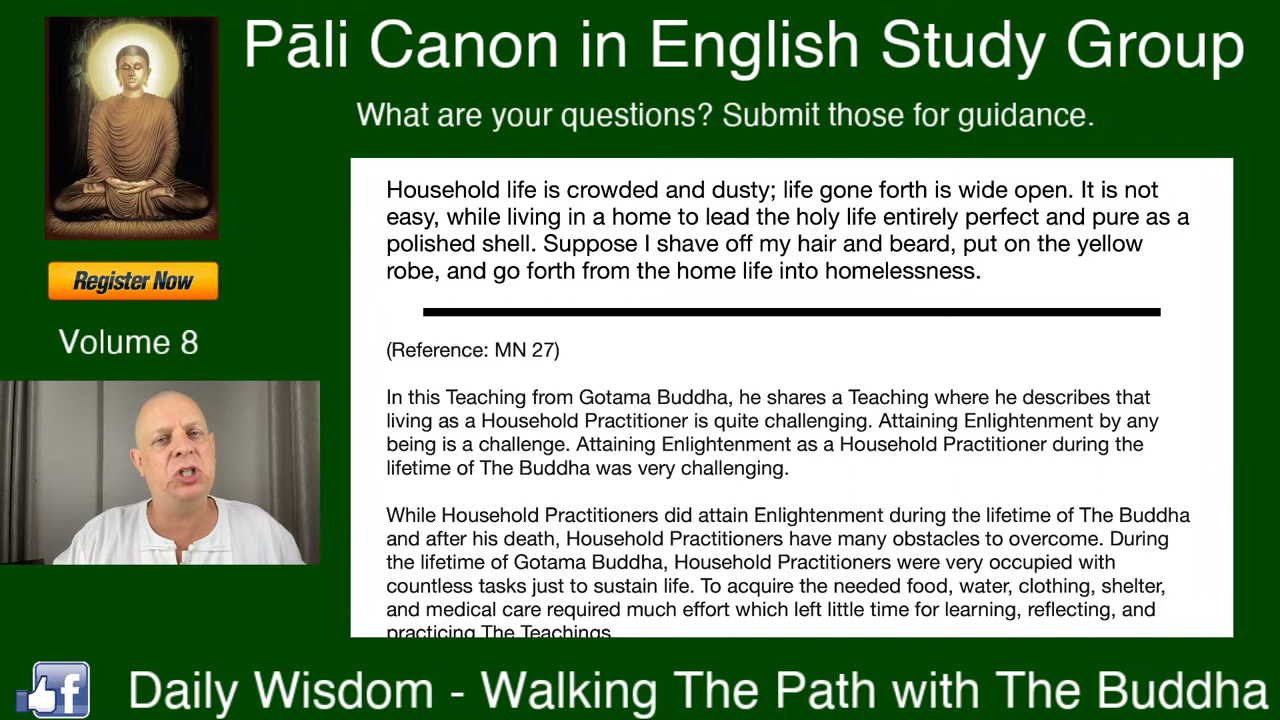 Pāli Canon in English Study Group
What are your questions? Submit those for guidance.
Register Now
Volume 8
Household life is crowded and dusty; life gone forth is wide open. It is not
easy, while living in a home to lead the holy life entirely perfect and pure as a
polished shell. Suppose I shave off my hair and beard, put on the yellow
robe, and go forth from the home life into homelessness.
(Reference: MN 27)
In this Teaching from Gotama Buddha, he shares a Teaching where he describes that
living as a Household Practitioner is quite challenging. Attaining Enlightenment by any
being is a challenge. Attaining Enlightenment as a Household Practitioner during the
lifetime of The Buddha was very challenging.
While Household Practitioners did attain Enlightenment during the lifetime of The Buddha
and after his death, Household Practitioners have many obstacles to overcome. During
the lifetime of Gotama Buddha, Household Practitioners were very occupied with
countless tasks just to sustain life. To acquire the needed food, water, clothing, shelter,
and medical care required much effort which left little time for learning, reflecting, and
practicing The Teachings.
f
Daily Wisdom - Walking The Path with The Buddha